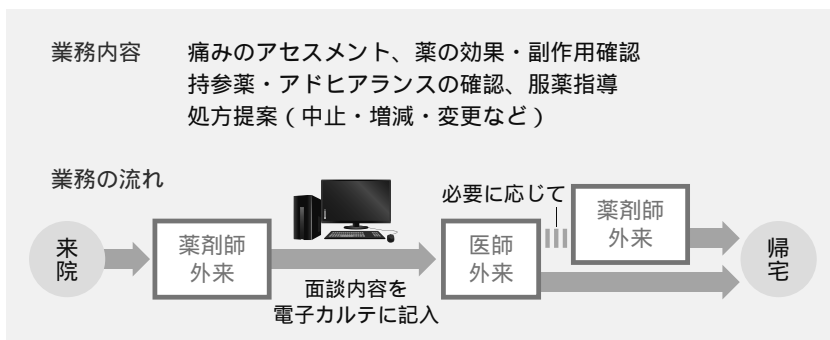 業務内容 痛みのアセスメント、薬の効果・副作用確認
持参薬・アドヒアランスの確認、服薬指導
処方提案（中止・増減・変更など）
業務の流れ
来院
薬剤師
外来
面談内容を
電子カルテに記入
医師
外来
必要に応じて
薬剤師
外来
帰宅